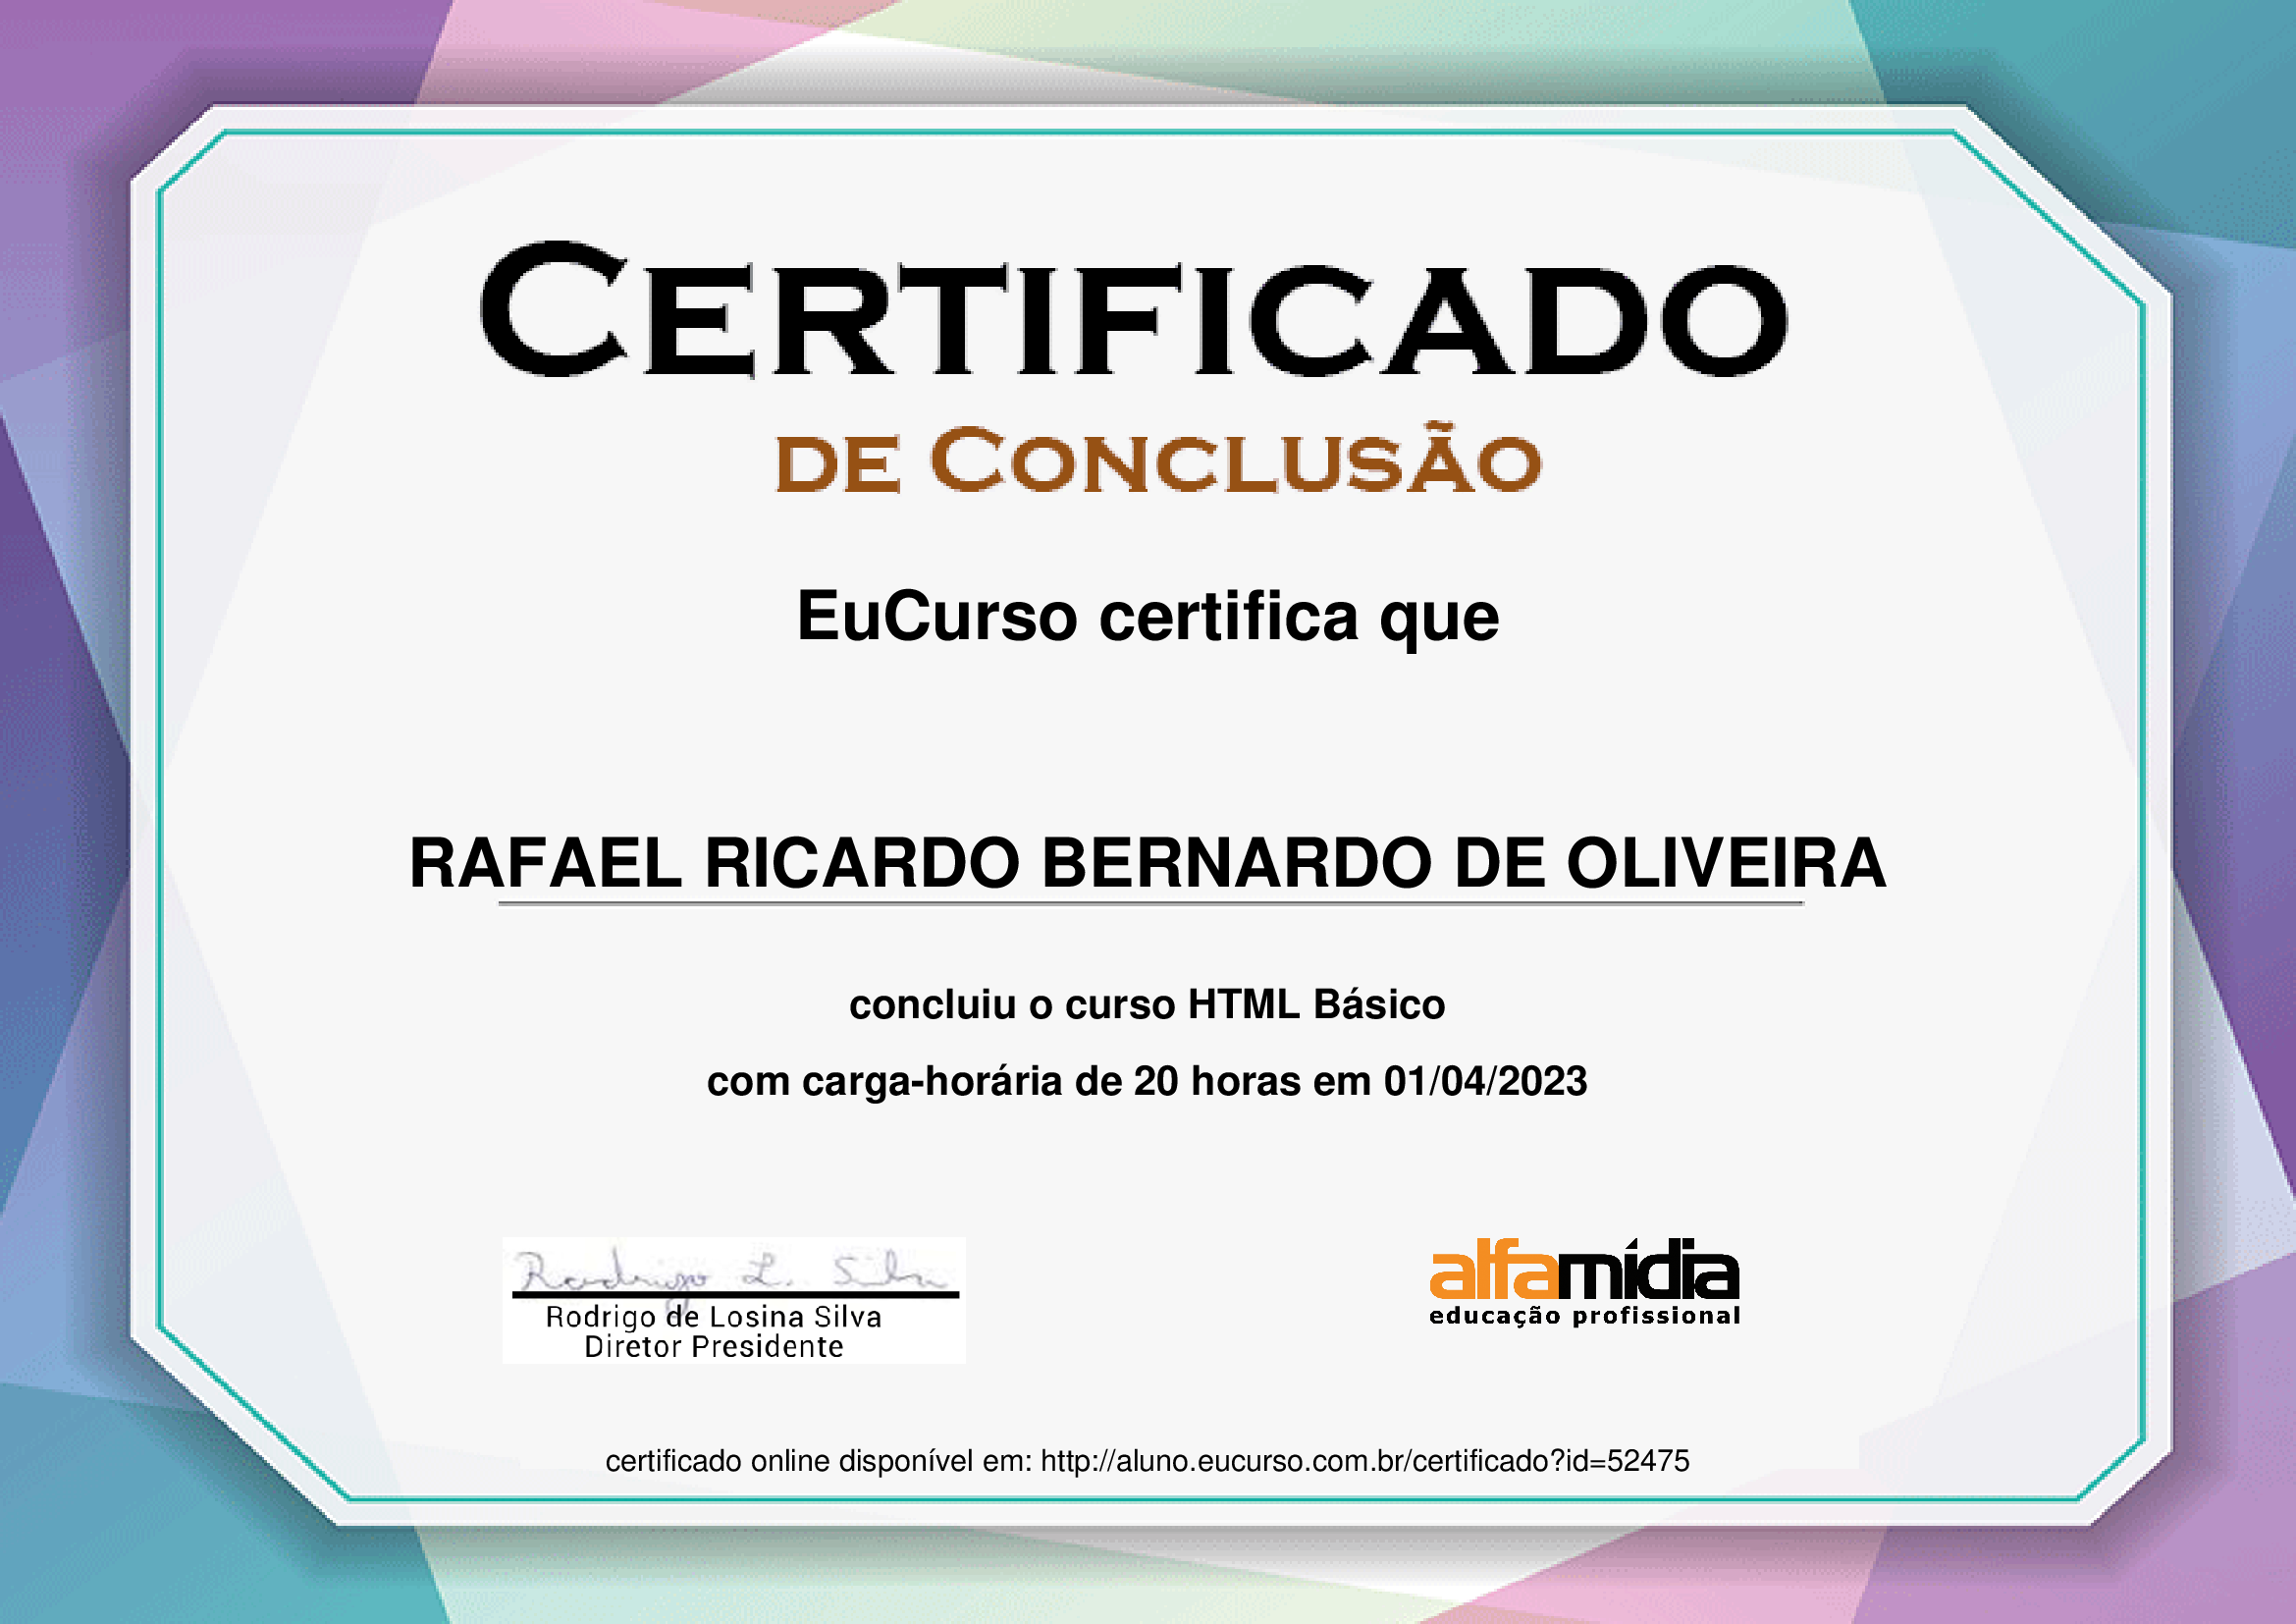 CERTIFICADO
DE CONCLUSÃO
EuCurso certifica que
RAFAEL RICARDO BERNARDO DE OLIVEIRA
concluiu o curso HTML Básico
com carga-horária de 20 horas em 01/04/2023
Rodrigo L. Silva
Rodrigo de Losina Silva
Diretor Presidente
alfamídia
educação profissional
certificado online disponível em: http://aluno.eucurso.com.br/certificado?id=52475